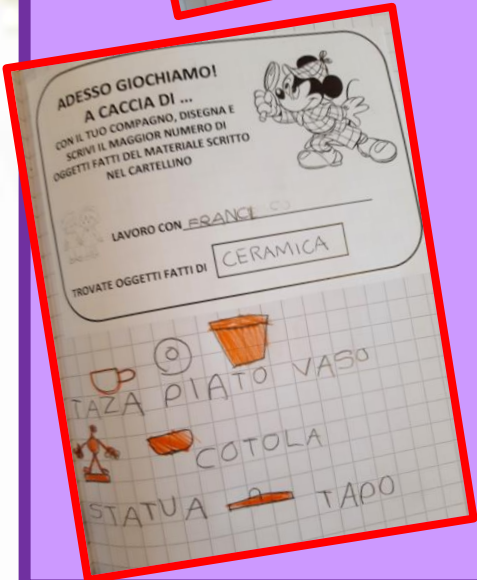 ADESSO GIOCHIAMO!
A CACCIA DI ...
CON IL TUO COMPAGNO, DISEGNA E
SCRIVI IL MAGGIOR NUMERO DI
OGGETTI FATTI DEL MATERIALE SCRITTO
NEL CARTELLINO
LAVORO CON FRANCE
TROVATE OGGETTI FATTI DI CERAMICA
TAZA PIATO VASO
COTOLA
STATUA TAPO